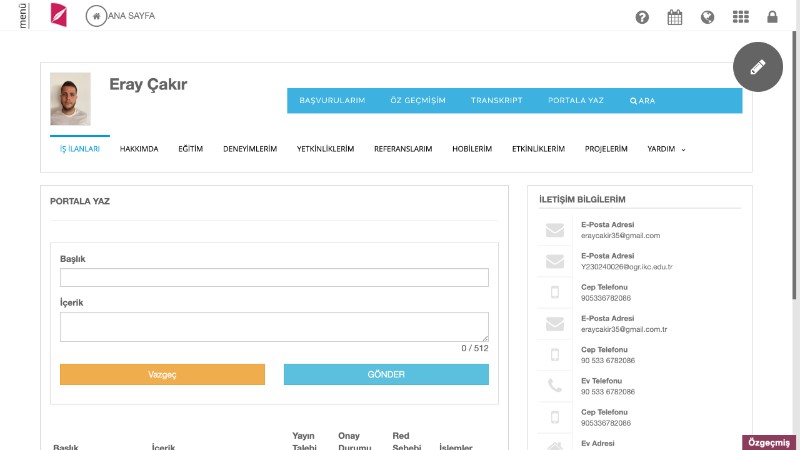 menü
ANA SAYFA
Eray Çakır
BAŞVURULARIM ÖZ GEÇMİŞİM TRANSKRIPT PORTALA YAZ ARA
İŞ İLANLARI HAKKIMDA EĞİTİM DENEYİMLERİM YETKİNLİKLERİM REFERANSLARIM HOBİLERİM ETKİNLİKLERİM PROJELERİM YARDIM
PORTALA YAZ
Başlık
İçerik
0 / 512
Vazgeç GÖNDER
Başlık İçerik Yayın Talebi Onay Durumu Red Sebebi İşlemler
İLETİŞİM BİLGİLERİM
E-Posta Adresi
eraycakir35@gmail.com
E-Posta Adresi
Y230240026@ogr.ikc.edu.tr
Cep Telefonu
905336782086
E-Posta Adresi
eraycakir35@gmail.com.tr
Cep Telefonu
90 533 6782086
Ev Telefonu
90 533 6782086
Cep Telefonu
905336782086
Ev Adresi
Özgeçmiş